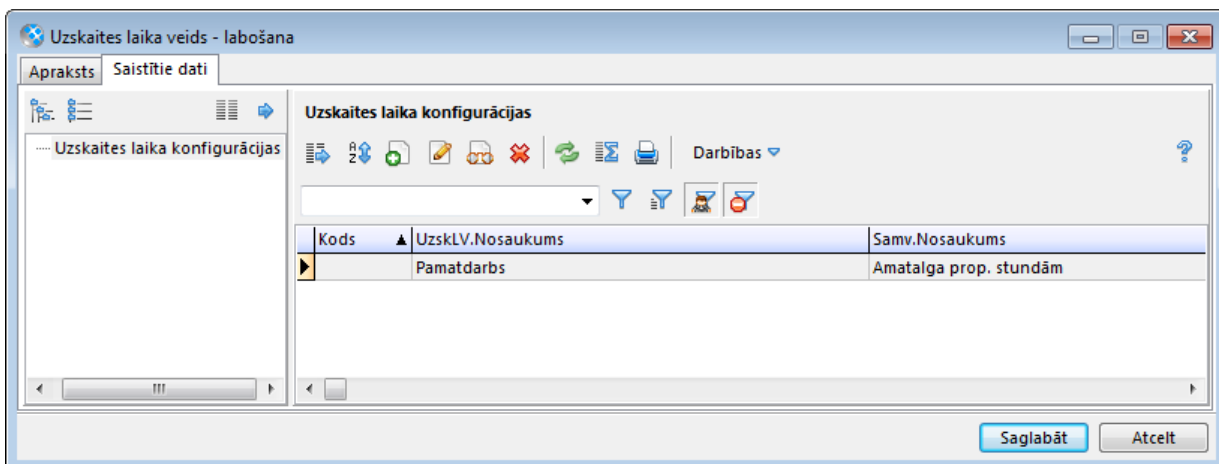 Uzskaites laika veids - labošana
Apraksts Saistītie dati
Uzskaites laika konfigurācijas
Uzskaites laika konfigurācijas
Darbības
Kods UzskLV.Nosaukums Samv.Nosaukums
Pamatdarbs Amatalga prop. stundām
Saglabāt Atcelt